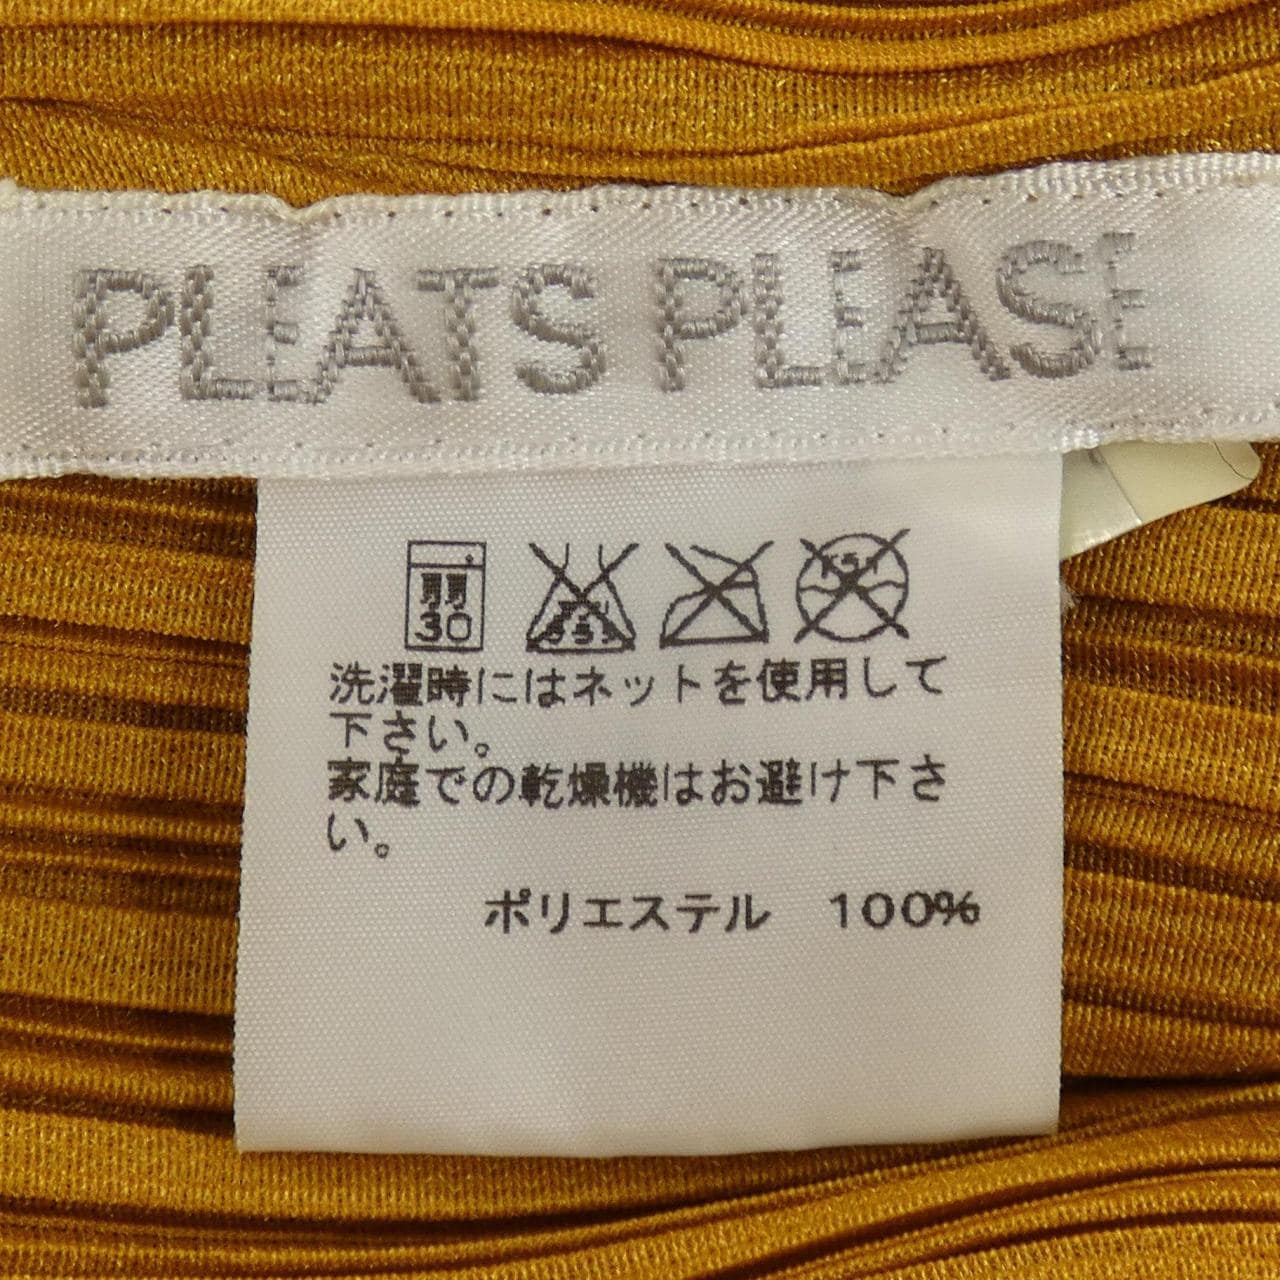 PLEATS PLEASE
弱
30
洗濯時にはネットを使用して
下さい。
家庭での乾燥機はお避け下さ
い。
ポリエステル 100%